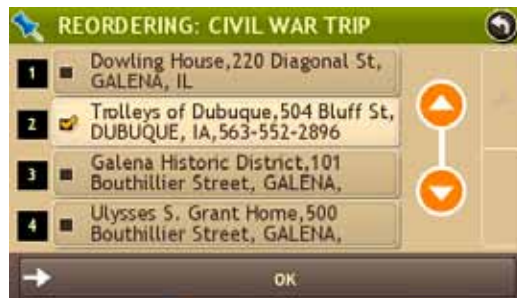 REORDERING: CIVIL WAR TRIP
1 Dowling House,220 Diagonal St,
GALENA, IL
2 Trolleys of Dubuque,504 Bluff St,
DUBUQUE, IA,563-552-2896
3 Galena Historic District,101
Bouthillier Street, GALENA,
4 Ulysses S. Grant Home,500
Bouthillier Street, GALENA,
OK